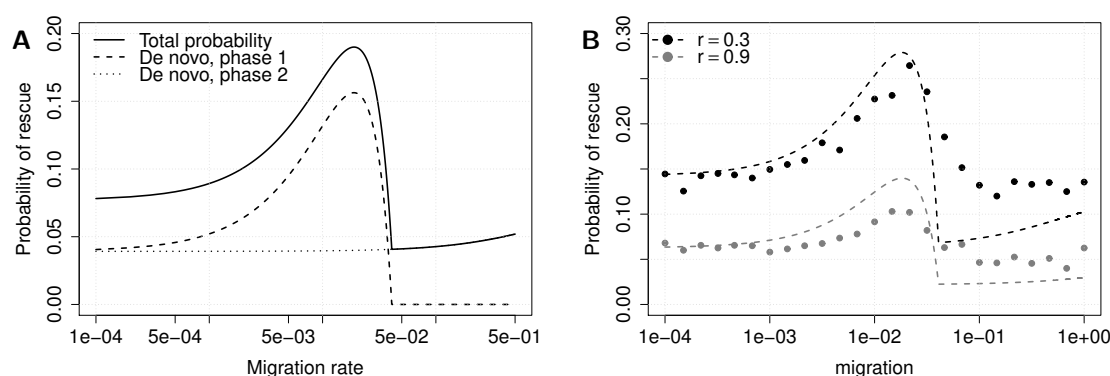 A
Total probability
De novo, phase 1
De novo, phase 2
Probability of rescue
0.20
0.15
0.10
0.05
0.00
1e−04 5e−04 5e−03 5e−02 5e−01
Migration rate
B
r = 0.3
r = 0.9
Probability of rescue
0.30
0.20
0.10
0.00
1e−04 1e−03 1e−02 1e−01 1e+00
migration